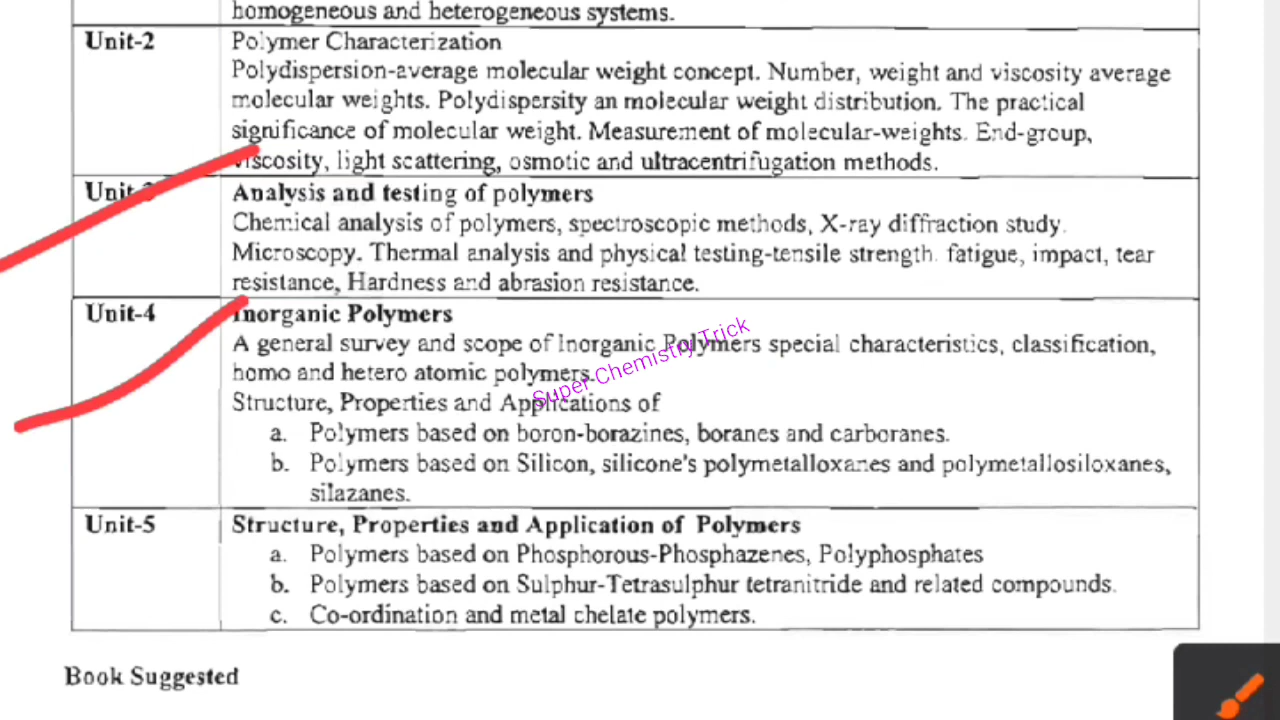 homogeneous and heterogeneous systems.
Unit-2
Polymer Characterization
Polydispersion-average molecular weight concept. Number, weight and viscosity average
molecular weights. Polydispersity an molecular weight distribution. The practical
significance of molecular weight. Measurement of molecular-weights. End-group,
viscosity, light scattering, osmotic and ultracentrifugation methods.
Unit-3
Analysis and testing of polymers
Chemical analysis of polymers, spectroscopic methods, X-ray diffraction study.
Microscopy. Thermal analysis and physical testing-tensile strength. fatigue, impact, tear
resistance, Hardness and abrasion resistance.
Unit-4
Inorganic Polymers
A general survey and scope of Inorganic Polymers special characteristics, classification,
homo and hetero atomic polymers.
Structure, Properties and Applications of
a. Polymers based on boron-borazines, boranes and carboranes.
b. Polymers based on Silicon, silicone's polymetalloxanes and polymetallosiloxanes,
silazanes.
Super Chemistry Trick
Unit-5
Structure, Properties and Application of Polymers
a. Polymers based on Phosphorous-Phosphazenes, Polyphosphates
b. Polymers based on Sulphur-Tetrasulphur tetranitride and related compounds.
c. Co-ordination and metal chelate polymers.
Book Suggested